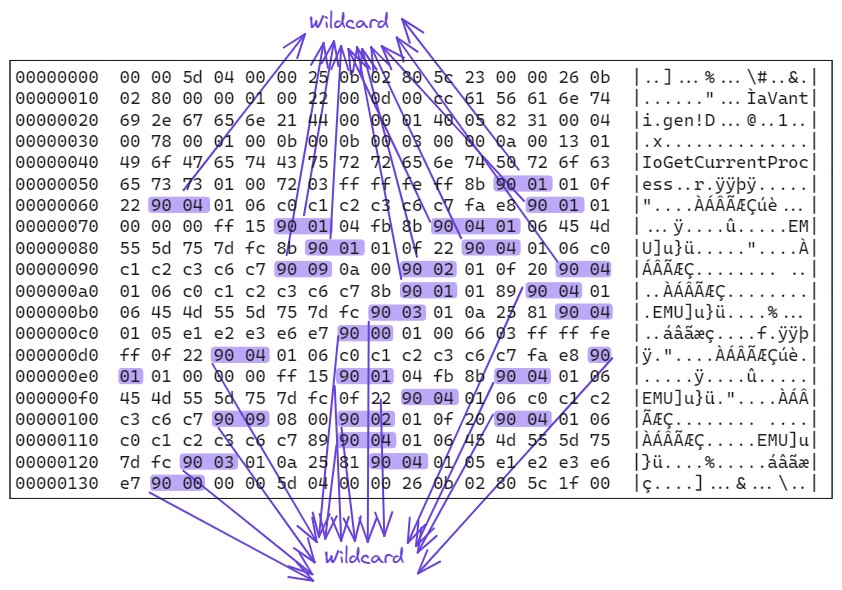 Wildcard
00000000 00 00 5d 04 00 00 25 0b 02 80 5c 23 00 00 26 0b |..]...%...\#..&.|
00000010 02 80 00 00 01 00 22 00 0d 00 cc 61 56 61 6e 74 |......"...ÌaVant|
00000020 69 2e 67 65 6e 21 44 00 00 01 40 05 82 31 00 04 |i.gen!D...@..1..|
00000030 00 78 00 01 00 0b 00 0b 00 03 00 00 0a 00 13 01 |.x..............|
00000040 49 6f 47 65 74 43 75 72 72 65 6e 74 50 72 6f 63 |IoGetCurrentProc|
00000050 65 73 73 01 00 72 03 ff ff fe ff 8b 90 01 01 0f |ess..r.ÿÿþÿ.....|
00000060 22 90 04 01 06 c0 c1 c2 c3 c6 c7 fa e8 90 01 01 |"....ÀÁÂÃÆÇúè...|
00000070 00 00 00 ff 15 90 01 04 fb 8b 90 04 01 06 45 4d |...ÿ....û.....EM|
00000080 55 5d 75 7d fc 8b 90 01 01 0f 22 90 04 01 06 c0 |U]u}ü....."....À|
00000090 c1 c2 c3 c6 c7 90 09 0a 00 90 02 01 0f 20 90 04 |ÁÂÃÆÇ........ ..|
000000a0 01 06 c0 c1 c2 c3 c6 c7 8b 90 01 01 89 90 04 01 |..ÀÁÂÃÆÇ........|
000000b0 06 45 4d 55 5d 75 7d fc 90 03 01 0a 25 81 90 04 |.EMU]u}ü....%...|
000000c0 01 05 e1 e2 e3 e6 e7 90 00 01 00 66 03 ff ff fe |..áâãæç....f.ÿÿþ|
000000d0 ff 0f 22 90 04 01 06 c0 c1 c2 c3 c6 c7 fa e8 90 |ÿ."....ÀÁÂÃÆÇúè.|
000000e0 01 01 00 00 00 ff 15 90 01 04 fb 8b 90 04 01 06 |.....ÿ....û.....|
000000f0 45 4d 55 5d 75 7d fc 0f 22 90 04 01 06 c0 c1 c2 |EMU]u}ü."....ÀÁÂ|
00000100 c3 c6 c7 90 09 08 00 90 02 01 0f 20 90 04 01 06 |ÃÆÇ........ ....|
00000110 c0 c1 c2 c3 c6 c7 89 90 04 01 06 45 4d 55 5d 75 |ÀÁÂÃÆÇ.....EMU]u|
00000120 7d fc 90 03 01 0a 25 81 90 04 01 05 e1 e2 e3 e6 |}ü....%.....áâãæ|
00000130 e7 90 00 00 00 5d 04 00 00 26 0b 02 80 5c 1f 00 |ç....]...&...\..|
Wildcard